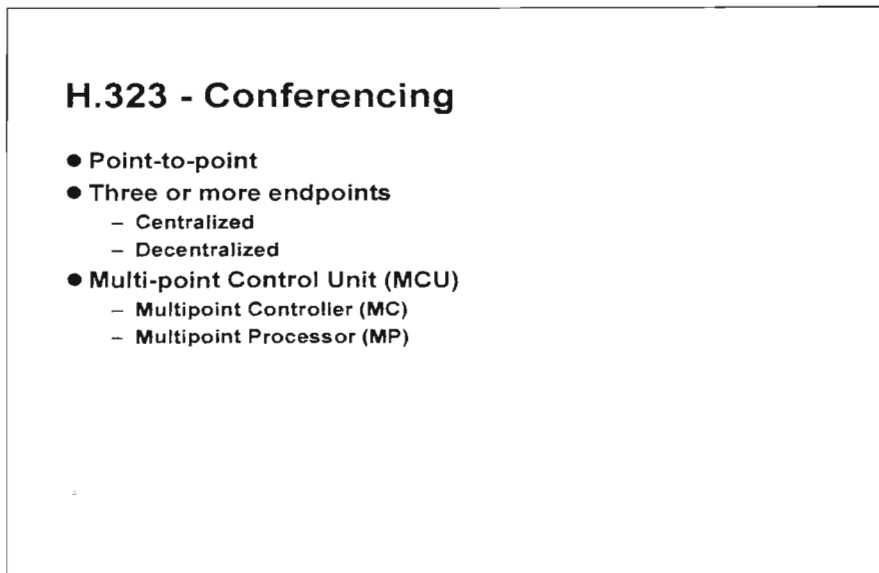 H.323 - Conferencing
● Point-to-point
● Three or more endpoints
– Centralized
– Decentralized
● Multi-point Control Unit (MCU)
– Multipoint Controller (MC)
– Multipoint Processor (MP)